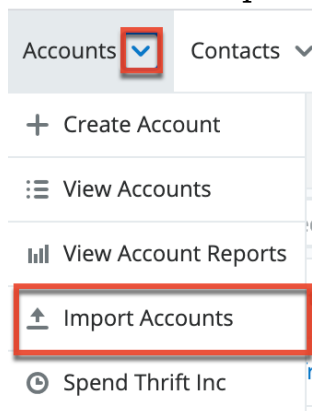 Accounts Contacts
Create Account
View Accounts
View Account Reports
Import Accounts
Spend Thrift Inc